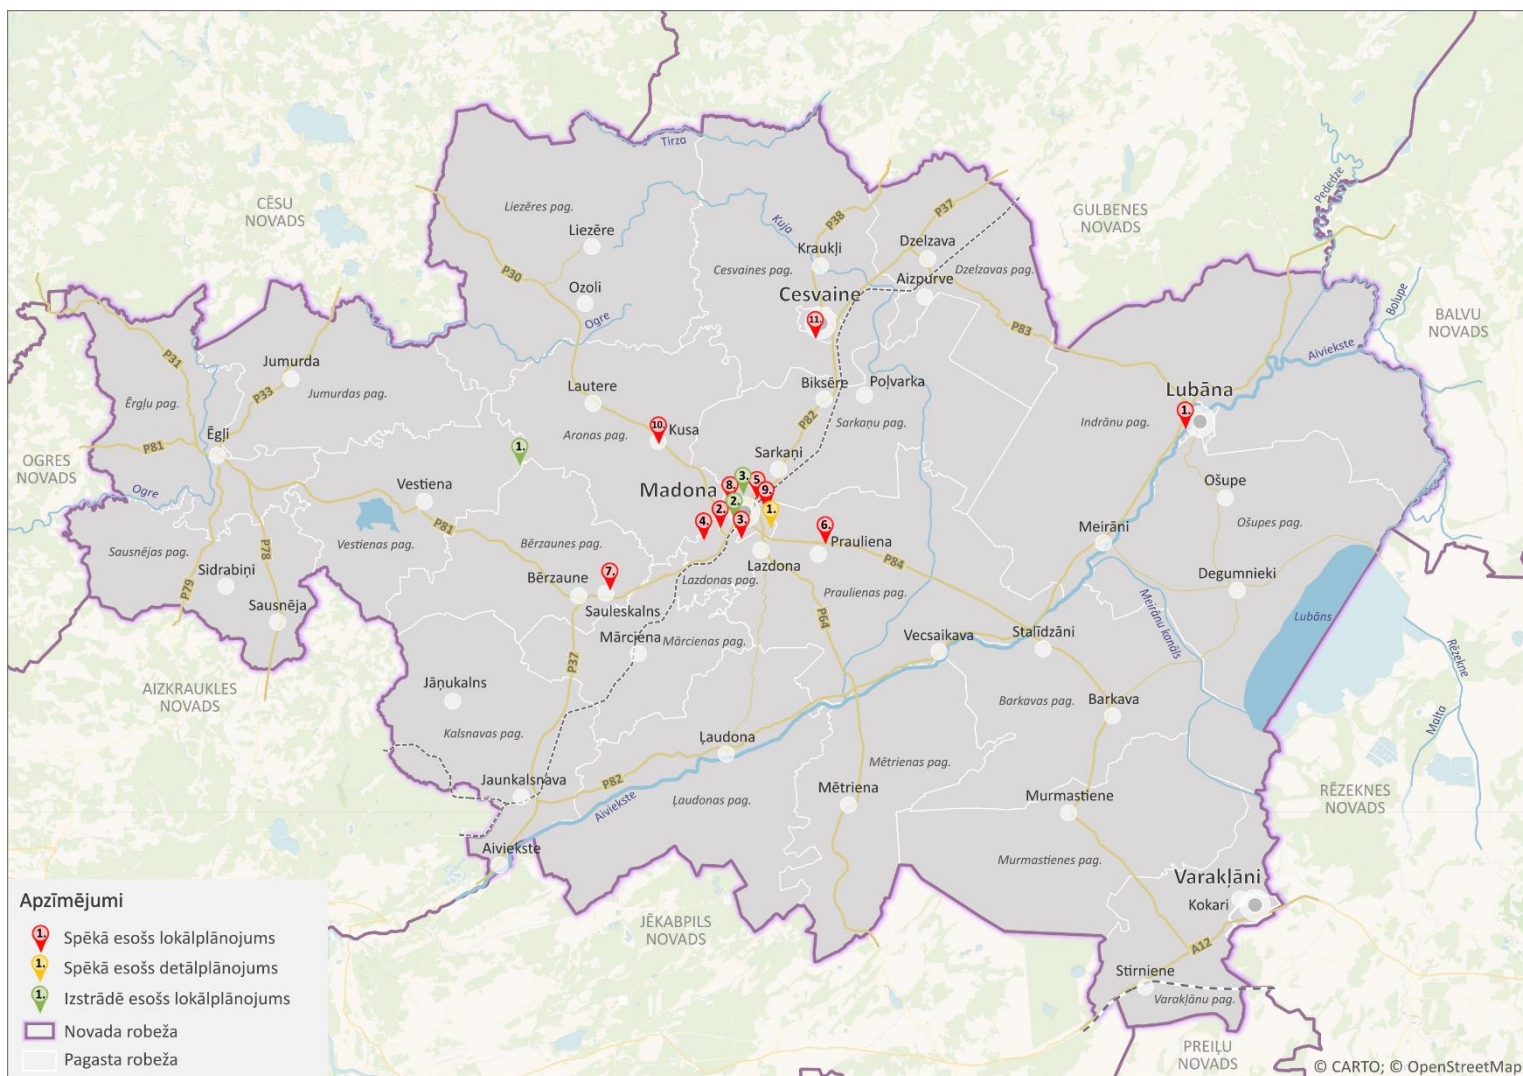 Tirza
Pededze
CĒSU
NOVADS
Liezēres pag.
Kuja
P38
P37
GULBENES
NOVADS
Liezēre
Kraukļi
Dzelzava
P30
Cesvaines pag.
Dzelzavas pag.
Aizpurve
Ozoli
Cesvaine
Bolupe
BALVU
NOVADS
Ogre
11.
P83
Aiviekste
P31
Jumurda
P33
Jumurdas pag.
Lautere
Biksēre
Poļvarka
Lubāna
Ērgļu pag.
P82
Sarkaņu pag.
1.
Indrānu pag.
Ēgļi
Aronas pag.
10.
Kusa
P81
OGRES
NOVADS
1.
Sarkaņi
Ogre
Vestiena
Madona
8.
3.
5.
9.
Ošupe
2.
2.
1.
4.
3.
6.
Ošupes pag.
P81
Meirāni
Sausnējas pag.
P78
Vestienas pag.
Bērzaunes pag.
Prauliena
P84
Lazdona
Sidrabiņi
P79
Bērzaune
7.
Lazdonas pag.
Degumnieki
Praulienas pag.
Sausnēja
Sauleskalns
P64
Meirānu kanāls
Lubāns
Mārciena
Mārcienas pag.
Vecsaikava
Stalīdzāni
Rēzekne
P37
AIZKRAUKLES
NOVADS
Jāņukalns
Barkavas pag.
Barkava
Malta
Kalsnavas pag.
Ļaudona
Mētrienas pag.
Jaunkalsnava
P82
Aiviekste
Ļaudonas pag.
Mētriena
Murmastiene
RĒZEKNES
NOVADS
Aiviekste
Murmastienes pag.
Varakļāni
Kokari
JĒKABPILS
NOVADS
A12
Stirniene
Varakļānu pag.
PREIĻU
NOVADS
Apzīmējumi
1. Spēkā esošs lokālplānojums
1. Spēkā esošs detālplānojums
1. Izstrādē esošs lokālplānojums
Novada robeža
Pagasta robeža
© CARTO; © OpenStreetMap